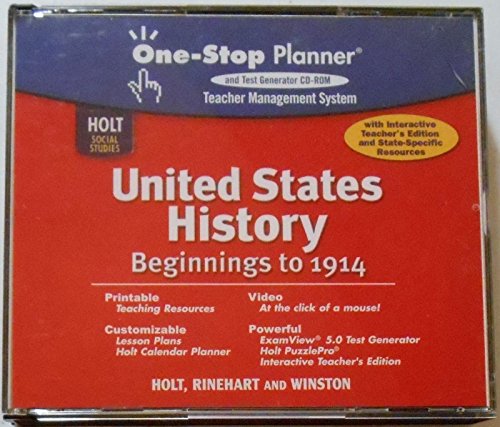 One-Stop Planner®
and Test Generator CD-ROM
Teacher Management System
HOLT
SOCIAL
STUDIES
with Interactive
Teacher's Edition
and State-Specific
Resources
United States
History
Beginnings to 1914
Printable
Teaching Resources
Video
At the click of a mouse!
Customizable
Lesson Plans
Holt Calendar Planner
Powerful
ExamView® 5.0 Test Generator
Holt PuzzlePro®
Interactive Teacher's Edition
HOLT, RINEHART AND WINSTON